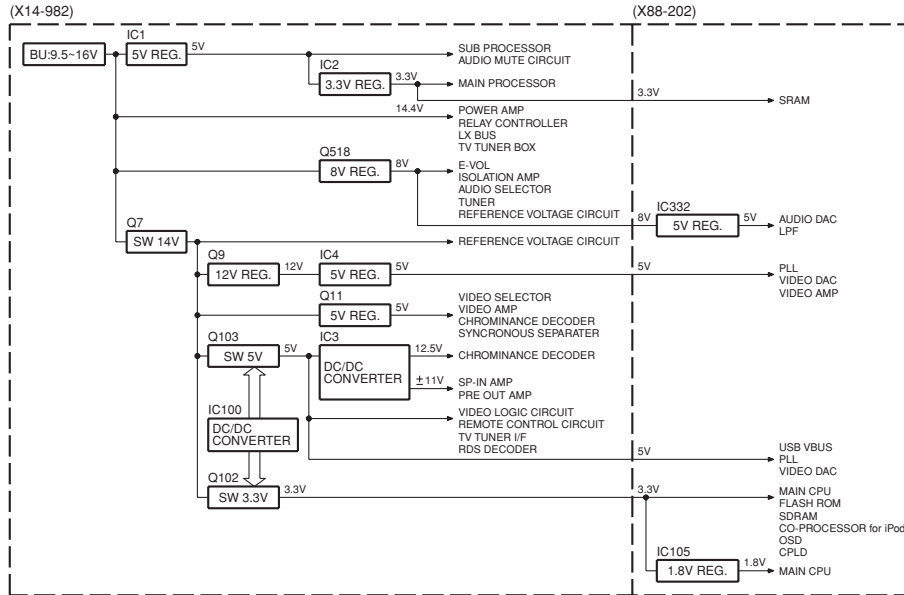 (X14-982)
(X88-202)
BU:9.5~16V
IC1
5V REG.
5V
SUB PROCESSOR
AUDIO MUTE CIRCUIT
IC2
3.3V REG.
3.3V
MAIN PROCESSOR
3.3V
SRAM
14.4V
POWER AMP
RELAY CONTROLLER
LX BUS
TV TUNER BOX
Q518
8V REG.
8V
E-VOL
ISOLATION AMP
AUDIO SELECTOR
TUNER
REFERENCE VOLTAGE CIRCUIT
8V
IC332
5V REG.
5V
AUDIO DAC
LPF
Q7
SW 14V
REFERENCE VOLTAGE CIRCUIT
Q9
12V REG.
12V
IC4
5V REG.
5V
5V
PLL
VIDEO DAC
VIDEO AMP
Q11
5V REG.
5V
VIDEO SELECTOR
VIDEO AMP
CHROMINANCE DECODER
SYNCRONOUS SEPARATER
Q103
SW 5V
5V
IC3
DC/DC
CONVERTER
12.5V
CHROMINANCE DECODER
±11V
SP-IN AMP
PRE OUT AMP
IC100
DC/DC
CONVERTER
VIDEO LOGIC CIRCUIT
REMOTE CONTROL CIRCUIT
TV TUNER I/F
RDS DECODER
5V
USB VBUS
PLL
VIDEO DAC
Q102
SW 3.3V
3.3V
3.3V
MAIN CPU
FLASH ROM
SDRAM
CO-PROCESSOR for iPod
OSD
CPLD
IC105
1.8V REG.
1.8V
MAIN CPU